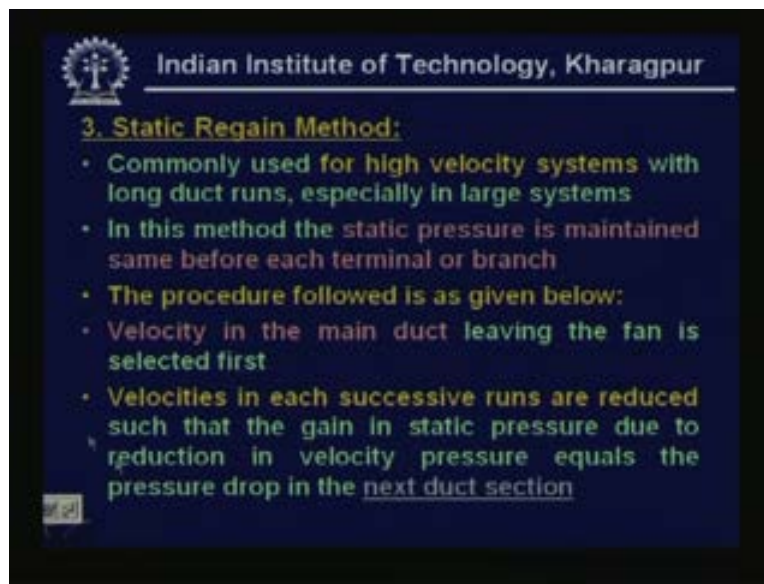 Indian Institute of Technology, Kharagpur
3. Static Regain Method:
• Commonly used for high velocity systems with
long duct runs, especially in large systems
• In this method the static pressure is maintained
same before each terminal or branch
• The procedure followed is as given below:
• Velocity in the main duct leaving the fan is
selected first
• Velocities in each successive runs are reduced
such that the gain in static pressure due to
reduction in velocity pressure equals the
pressure drop in the next duct section